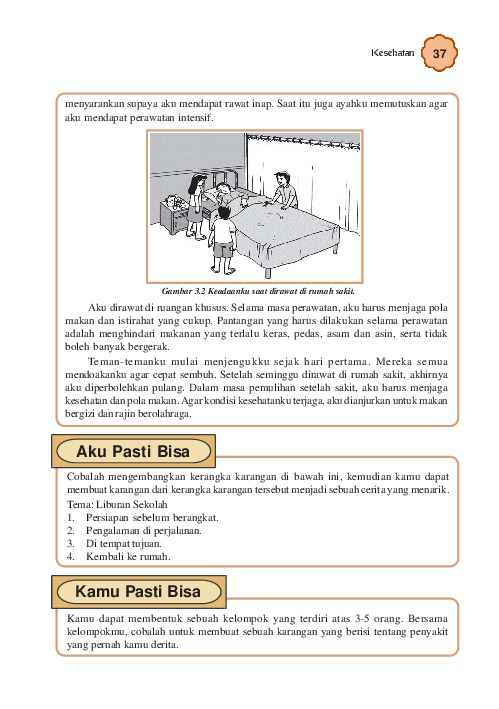 Kesehatan 37
menyarankan supaya aku mendapat rawat inap. Saat itu juga ayahku memutuskan agar
aku mendapat perawatan intensif.
Gambar 3.2 Keadaanku saat dirawat di rumah sakit.
Aku dirawat di ruangan khusus. Selama masa perawatan, aku harus menjaga pola
makan dan istirahat yang cukup. Pantangan yang harus dilakukan selama perawatan
adalah menghindari makanan yang terlalu keras, pedas, asam dan asin, serta tidak
boleh banyak bergerak.
Teman-temanku mulai menjengukku sejak hari pertama. Mereka semua
mendoakanku agar cepat sembuh. Setelah seminggu dirawat di rumah sakit, akhirnya
aku diperbolehkan pulang. Dalam masa pemulihan setelah sakit, aku harus menjaga
kesehatan dan pola makan. Agar kondisi kesehatanku terjaga, aku dianjurkan untuk makan
bergizi dan rajin berolahraga.
Aku Pasti Bisa
Cobalah mengembangkan kerangka karangan di bawah ini, kemudian kamu dapat
membuat karangan dari kerangka karangan tersebut menjadi sebuah cerita yang menarik.
Tema: Liburan Sekolah
1. Persiapan sebelum berangkat.
2. Pengalaman di perjalanan.
3. Di tempat tujuan.
4. Kembali ke rumah.
Kamu Pasti Bisa
Kamu dapat membentuk sebuah kelompok yang terdiri atas 3-5 orang. Bersama
kelompokmu, cobalah untuk membuat sebuah karangan yang berisi tentang penyakit
yang pernah kamu derita.